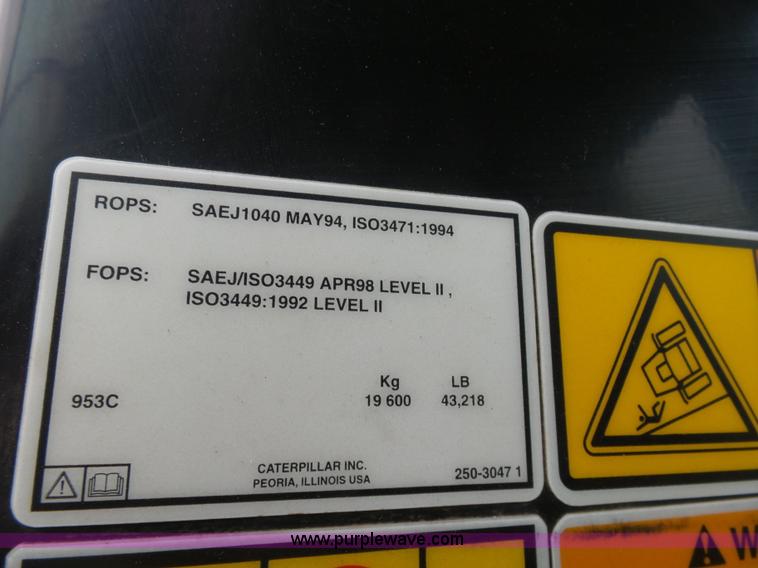 ROPS: SAEJ1040 MAY94, ISO3471:1994
FOPS: SAEJ/ISO3449 APR98 LEVEL II ,
ISO3449:1992 LEVEL II
Kg LB
953C 19 600 43,218
CATERPILLAR INC.
PEORIA, ILLINOIS USA
250-3047 1
www.purplewave.com